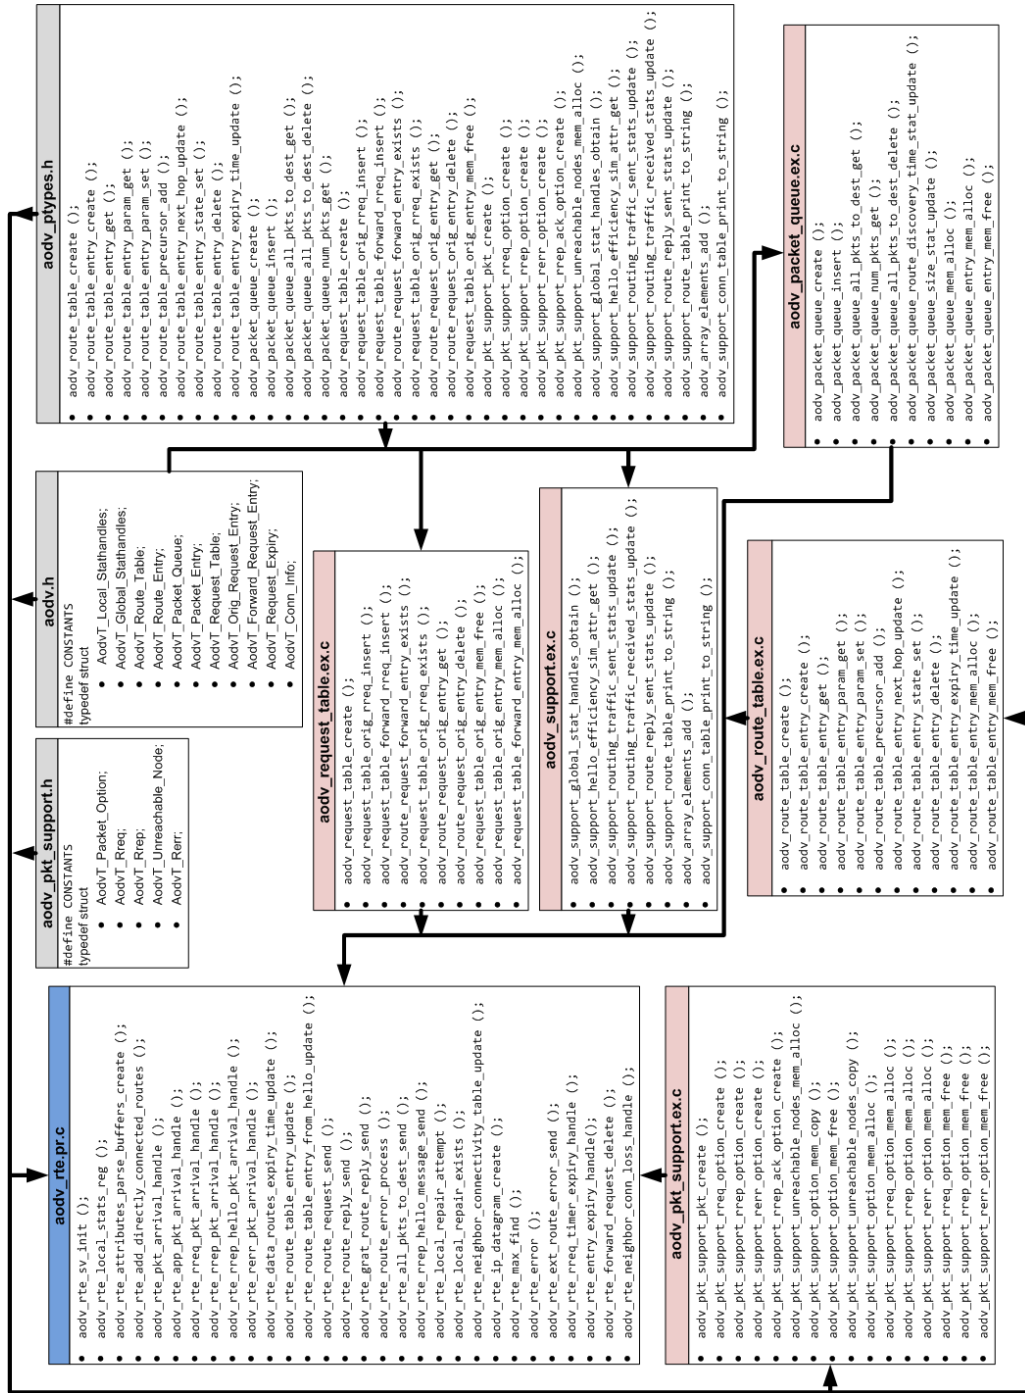 aodv_rte.pr.c
• aodv_rte_sv_init ();
• aodv_rte_local_stats_reg ();
• aodv_rte_attributes_parse_buffers_create ();
• aodv_rte_add_directly_connected_routes ();
• aodv_rte_pkt_arrival_handle ();
• aodv_rte_app_pkt_arrival_handle ();
• aodv_rte_rreq_pkt_arrival_handle ();
• aodv_rte_rrep_pkt_arrival_handle ();
• aodv_rte_rrep_hello_pkt_arrival_handle ();
• aodv_rte_rerr_pkt_arrival_handle ();
• aodv_rte_data_routes_expiry_time_update ();
• aodv_rte_route_table_entry_update ();
• aodv_rte_route_table_entry_from_hello_update ();
• aodv_rte_route_request_send ();
• aodv_rte_route_reply_send ();
• aodv_rte_grat_route_reply_send ();
• aodv_rte_route_error_process ();
• aodv_rte_all_pkts_to_dest_send ();
• aodv_rte_rrep_hello_message_send ();
• aodv_rte_local_repair_attempt ();
• aodv_rte_local_repair_exists ();
• aodv_rte_neighbor_connectivity_table_update ();
• aodv_rte_ip_datagram_create ();
• aodv_rte_max_find ();
• aodv_rte_error ();
• aodv_rte_ext_route_error_send ();
• aodv_rte_rreq_timer_expiry_handle ();
• aodv_rte_entry_expiry_handle();
• aodv_rte_forward_request_delete ();
• aodv_rte_neighbor_conn_loss_handle ();
aodv_pkt_support.h
#define CONSTANTS
typedef struct
• AodvT_Packet_Option;
• AodvT_Rreq;
• AodvT_Rrep;
• AodvT_Unreachable_Node;
• AodvT_Rerr;
aodv.h
#define CONSTANTS
typedef struct
• AodvT_Local_Stathandles;
• AodvT_Global_Stathandles;
• AodvT_Route_Table;
• AodvT_Route_Entry;
• AodvT_Packet_Queue;
• AodvT_Packet_Entry;
• AodvT_Request_Table;
• AodvT_Orig_Request_Entry;
• AodvT_Forward_Request_Entry;
• AodvT_Request_Expiry;
• AodvT_Conn_Info;
aodv_ptypes.h
• aodv_route_table_create ();
• aodv_route_table_entry_create ();
• aodv_route_table_entry_get ();
• aodv_route_table_entry_param_get ();
• aodv_route_table_entry_param_set ();
• aodv_route_table_precursor_add ();
• aodv_route_table_entry_next_hop_update ();
• aodv_route_table_entry_state_set ();
• aodv_route_table_entry_delete ();
• aodv_route_table_entry_expiry_time_update ();
• aodv_packet_queue_create ();
• aodv_packet_queue_insert ();
• aodv_packet_queue_all_pkts_to_dest_get ();
• aodv_packet_queue_all_pkts_to_dest_delete ();
• aodv_packet_queue_num_pkts_get ();
• aodv_request_table_create ();
• aodv_request_table_orig_rreq_insert ();
• aodv_request_table_forward_rreq_insert ();
• aodv_route_request_forward_entry_exists ();
• aodv_request_table_orig_rreq_exists ();
• aodv_route_request_orig_entry_get ();
• aodv_route_request_orig_entry_delete ();
• aodv_request_table_orig_entry_mem_free ();
• aodv_pkt_support_pkt_create ();
• aodv_pkt_support_rreq_option_create ();
• aodv_pkt_support_rrep_option_create ();
• aodv_pkt_support_rerr_option_create ();
• aodv_pkt_support_rrep_ack_option_create ();
• aodv_pkt_support_unreachable_nodes_mem_alloc ();
• aodv_support_global_stat_handles_obtain ();
• aodv_support_hello_efficiency_sim_attr_get ();
• aodv_support_routing_traffic_sent_stats_update ();
• aodv_support_routing_traffic_received_stats_update ();
• aodv_support_route_reply_sent_stats_update ();
• aodv_support_route_table_print_to_string ();
• aodv_array_elements_add ();
• aodv_support_conn_table_print_to_string ();
aodv_request_table.ex.c
• aodv_request_table_create ();
• aodv_request_table_orig_rreq_insert ();
• aodv_request_table_forward_rreq_insert ();
• aodv_route_request_forward_entry_exists ();
• aodv_request_table_orig_rreq_exists ();
• aodv_route_request_orig_entry_get ();
• aodv_route_request_orig_entry_delete ();
• aodv_request_table_orig_entry_mem_free ();
• aodv_request_table_orig_entry_mem_alloc ();
• aodv_request_table_forward_entry_mem_alloc ();
aodv_support.ex.c
• aodv_support_global_stat_handles_obtain ();
• aodv_support_hello_efficiency_sim_attr_get ();
• aodv_support_routing_traffic_sent_stats_update ();
• aodv_support_routing_traffic_received_stats_update ();
• aodv_support_route_reply_sent_stats_update ();
• aodv_support_route_table_print_to_string ();
• aodv_array_elements_add ();
• aodv_support_conn_table_print_to_string ();
aodv_pkt_support.ex.c
• aodv_pkt_support_pkt_create ();
• aodv_pkt_support_rreq_option_create ();
• aodv_pkt_support_rrep_option_create ();
• aodv_pkt_support_rerr_option_create ();
• aodv_pkt_support_rep_ack_option_create ();
• aodv_pkt_support_unreachable_nodes_mem_alloc ();
• aodv_pkt_support_option_mem_copy ();
• aodv_pkt_support_option_mem_free ();
• aodv_pkt_support_unreachable_nodes_copy ();
• aodv_pkt_support_option_mem_alloc ();
• aodv_pkt_support_rreq_option_mem_alloc ();
• aodv_pkt_support_rrep_option_mem_alloc ();
• aodv_pkt_support_rerr_option_mem_alloc ();
• aodv_pkt_support_rreq_option_mem_free ();
• aodv_pkt_support_rrep_option_mem_free ();
• aodv_pkt_support_rerr_option_mem_free ();
aodv_route_table.ex.c
• aodv_route_table_create ();
• aodv_route_table_entry_create ();
• aodv_route_table_entry_get ();
• aodv_route_table_entry_param_get ();
• aodv_route_table_entry_param_set ();
• aodv_route_table_precursor_add ();
• aodv_route_table_entry_next_hop_update ();
• aodv_route_table_entry_state_set ();
• aodv_route_table_entry_delete ();
• aodv_route_table_entry_expiry_time_update ();
• aodv_route_table_entry_mem_alloc ();
• aodv_route_table_entry_mem_free ();
aodv_packet_queue.ex.c
• aodv_packet_queue_create ();
• aodv_packet_queue_insert ();
• aodv_packet_queue_all_pkts_to_dest_get ();
• aodv_packet_queue_num_pkts_get ();
• aodv_packet_queue_all_pkts_to_dest_delete ();
• aodv_packet_queue_route_discovery_time_stat_update ();
• aodv_packet_queue_size_stat_update ();
• aodv_packet_queue_mem_alloc ();
• aodv_packet_queue_entry_mem_alloc ();
• aodv_packet_queue_entry_mem_free ();